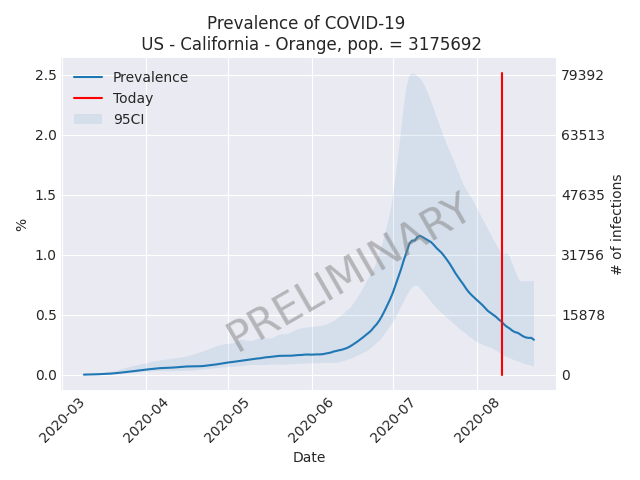 Prevalence of COVID-19
US - California - Orange, pop. = 3175692
Prevalence
Today
95CI
2.5
2.0
1.5
1.0
0.5
0.0
%
79392
63513
47635
31756
15878
0
# of infections
PRELIMINARY
2020-03
2020-04
2020-05
2020-06
2020-07
2020-08
Date